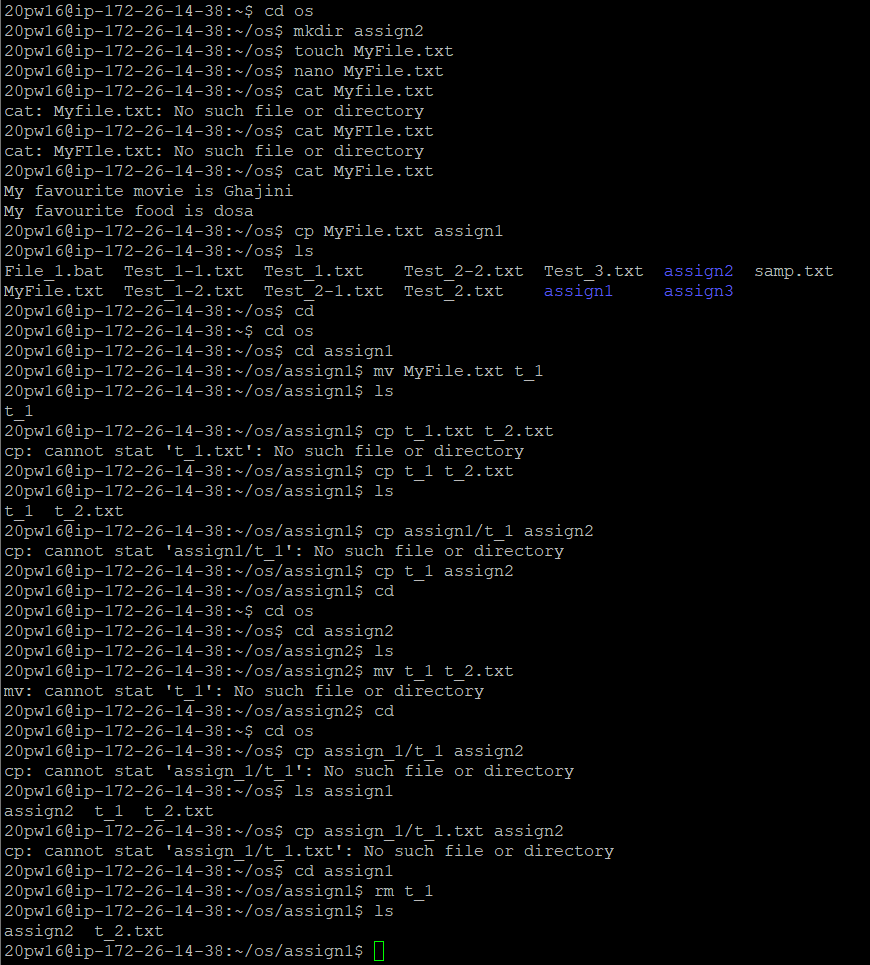 20pw16@ip-172-26-14-38:~$ cd os
20pw16@ip-172-26-14-38:~/os$ mkdir assign2
20pw16@ip-172-26-14-38:~/os$ touch MyFile.txt
20pw16@ip-172-26-14-38:~/os$ nano MyFile.txt
20pw16@ip-172-26-14-38:~/os$ cat Myfile.txt
cat: Myfile.txt: No such file or directory
20pw16@ip-172-26-14-38:~/os$ cat MyFIle.txt
cat: MyFIle.txt: No such file or directory
20pw16@ip-172-26-14-38:~/os$ cat MyFile.txt
My favourite movie is Ghajini
My favourite food is dosa
20pw16@ip-172-26-14-38:~/os$ cp MyFile.txt assign1
20pw16@ip-172-26-14-38:~/os$ ls
File_1.bat  Test_1-1.txt  Test_1.txt    Test_2-2.txt  Test_3.txt  assign2  samp.txt
MyFile.txt  Test_1-2.txt  Test_2-1.txt  Test_2.txt    assign1     assign3
20pw16@ip-172-26-14-38:~/os$ cd
20pw16@ip-172-26-14-38:~$ cd os
20pw16@ip-172-26-14-38:~/os$ cd assign1
20pw16@ip-172-26-14-38:~/os/assign1$ mv MyFile.txt t_1
20pw16@ip-172-26-14-38:~/os/assign1$ ls
t_1
20pw16@ip-172-26-14-38:~/os/assign1$ cp t_1.txt t_2.txt
cp: cannot stat 't_1.txt': No such file or directory
20pw16@ip-172-26-14-38:~/os/assign1$ cp t_1 t_2.txt
20pw16@ip-172-26-14-38:~/os/assign1$ ls
t_1  t_2.txt
20pw16@ip-172-26-14-38:~/os/assign1$ cp assign1/t_1 assign2
cp: cannot stat 'assign1/t_1': No such file or directory
20pw16@ip-172-26-14-38:~/os/assign1$ cp t_1 assign2
20pw16@ip-172-26-14-38:~/os/assign1$ cd
20pw16@ip-172-26-14-38:~$ cd os
20pw16@ip-172-26-14-38:~/os$ cd assign2
20pw16@ip-172-26-14-38:~/os/assign2$ ls
20pw16@ip-172-26-14-38:~/os/assign2$ mv t_1 t_2.txt
mv: cannot stat 't_1': No such file or directory
20pw16@ip-172-26-14-38:~/os/assign2$ cd
20pw16@ip-172-26-14-38:~$ cd os
20pw16@ip-172-26-14-38:~/os$ cp assign_1/t_1 assign2
cp: cannot stat 'assign_1/t_1': No such file or directory
20pw16@ip-172-26-14-38:~/os$ ls assign1
assign2  t_1  t_2.txt
20pw16@ip-172-26-14-38:~/os$ cp assign_1/t_1.txt assign2
cp: cannot stat 'assign_1/t_1.txt': No such file or directory
20pw16@ip-172-26-14-38:~/os$ cd assign1
20pw16@ip-172-26-14-38:~/os/assign1$ rm t_1
20pw16@ip-172-26-14-38:~/os/assign1$ ls
assign2  t_2.txt
20pw16@ip-172-26-14-38:~/os/assign1$